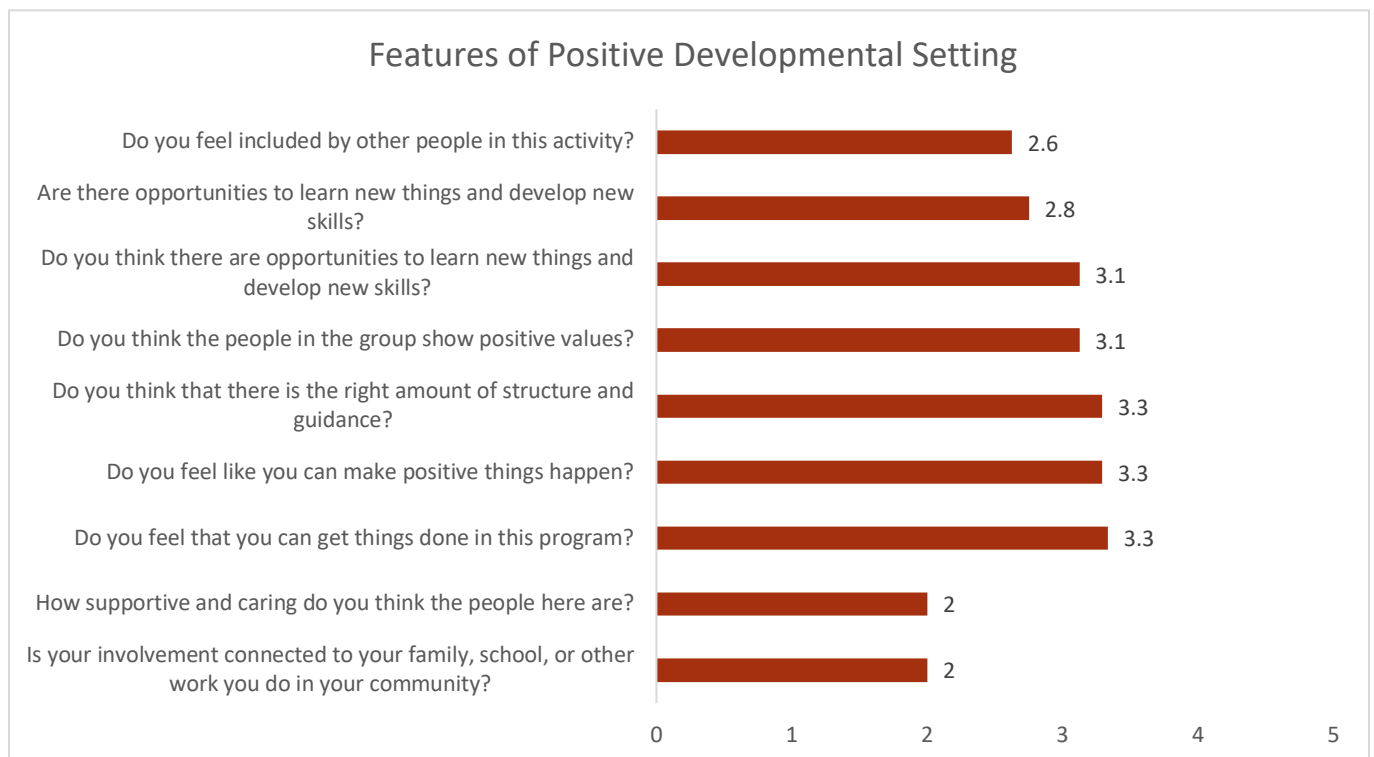 Features of Positive Developmental Setting
Do you feel included by other people in this activity?
2.6
Are there opportunities to learn new things and develop new
skills?
2.8
Do you think there are opportunities to learn new things and
develop new skills?
3.1
Do you think the people in the group show positive values?
3.1
Do you think that there is the right amount of structure and
guidance?
3.3
Do you feel like you can make positive things happen?
3.3
Do you feel that you can get things done in this program?
3.3
How supportive and caring do you think the people here are?
2
Is your involvement connected to your family, school, or other
work you do in your community?
2
0 1 2 3 4 5